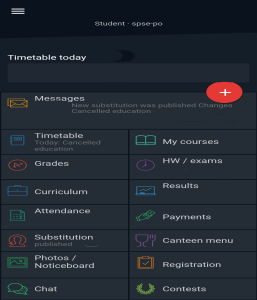 Student · spse-po
Timetable today
+
Messages
New substitution was published Changes
Cancelled education
Timetable
Today: Cancelled
education
My courses
Grades
HW / exams
Curriculum
Results
Attendance
Payments
Substitution
published
Canteen menu
Photos /
Noticeboard
Registration
Chat
Contests